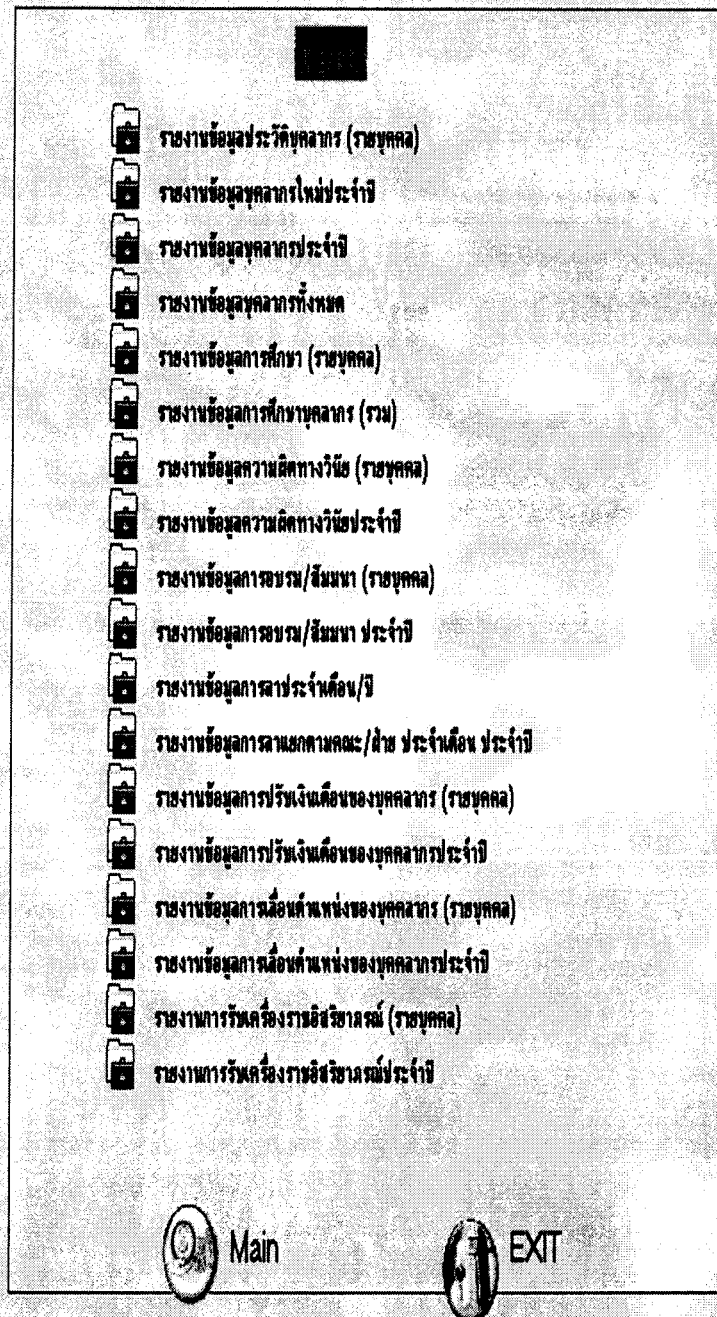 รายงานข้อมูลประวัติบุคลากร (รายบุคคล)
รายงานข้อมูลบุคลากรใหม่ประจำปี
รายงานข้อมูลบุคลากรประจำปี
รายงานข้อมูลบุคลากรทั้งหมด
รายงานข้อมูลการศึกษา (รายบุคคล)
รายงานข้อมูลการศึกษาบุคลากร (รวม)
รายงานข้อมูลความผิดทางวินัย (รายบุคคล)
รายงานข้อมูลความผิดทางวินัยประจำปี
รายงานข้อมูลการอบรม/สัมมนา (รายบุคคล)
รายงานข้อมูลการอบรม/สัมมนา ประจำปี
รายงานข้อมูลการลาประจำเดือน/ปี
รายงานข้อมูลการลาแยกตามคณะ/ฝ่าย ประจำเดือน ประจำปี
รายงานข้อมูลการปรับเงินเดือนของบุคคลากร (รายบุคคล)
รายงานข้อมูลการปรับเงินเดือนของบุคคลากรประจำปี
รายงานข้อมูลการเลื่อนตำแหน่งของบุคคลากร (รายบุคคล)
รายงานข้อมูลการเลื่อนตำแหน่งของบุคคลากรประจำปี
รายงานการรับเครื่องราชอิสริยาภรณ์ (รายบุคคล)
รายงานการรับเครื่องราชอิสริยาภรณ์ประจำปี
Main EXIT